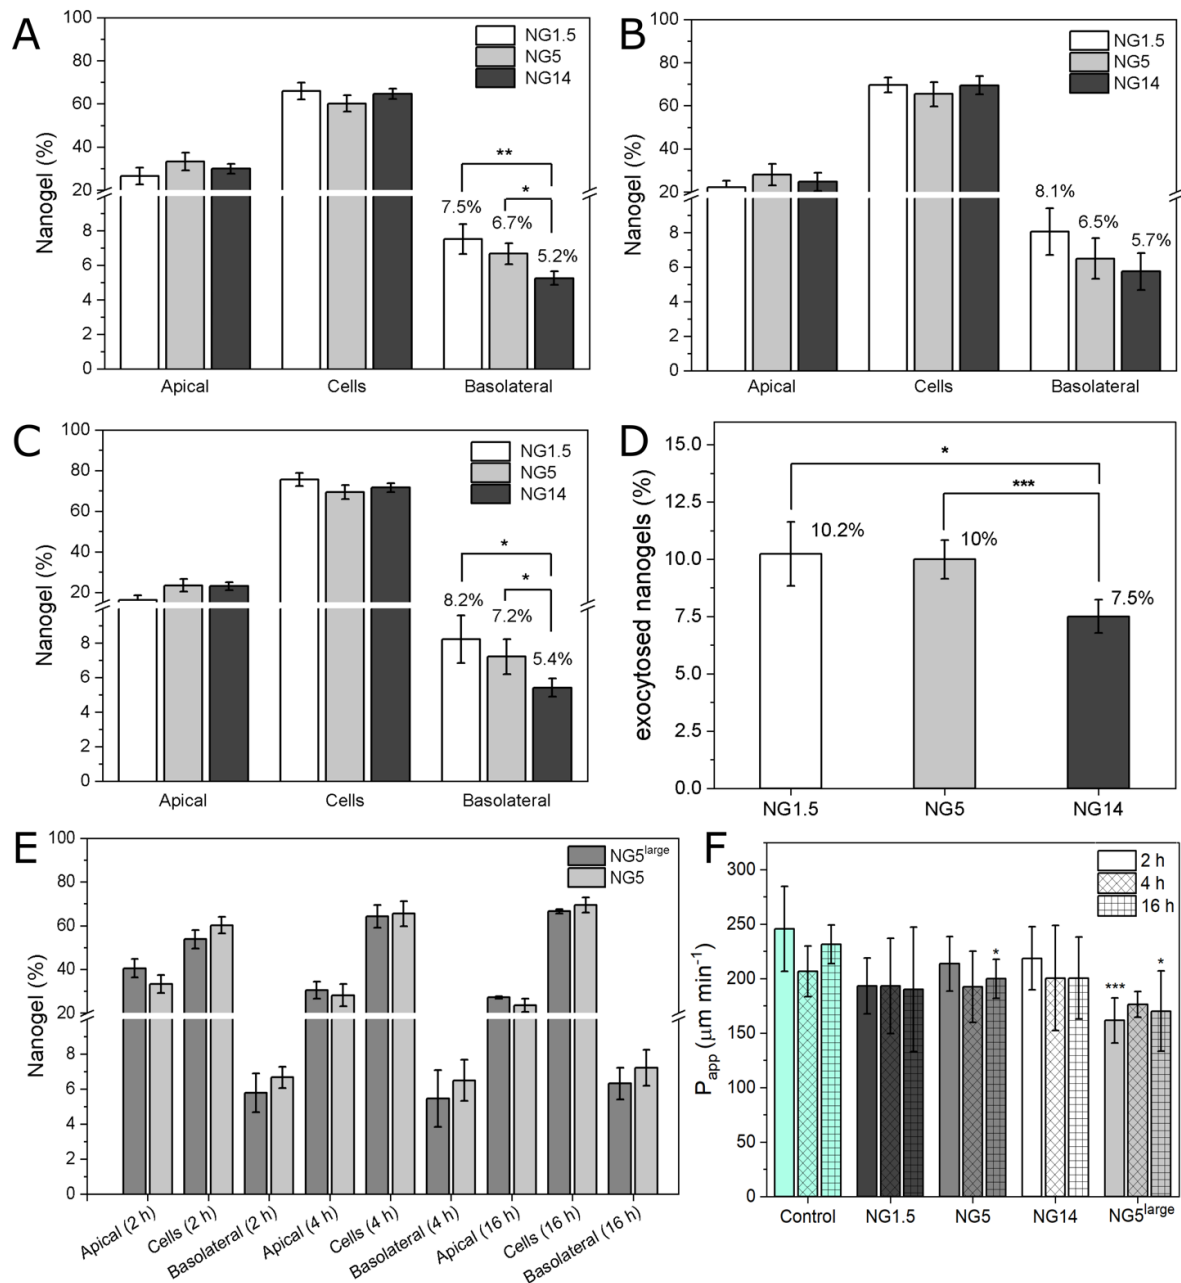 A
Nanogel (%)
100
80
60
40
20
8
6
4
2
0
NG1.5
NG5
NG14
**
*
7.5%
6.7%
5.2%
Apical
Cells
Basolateral
B
Nanogel (%)
100
80
60
40
20
8
6
4
2
0
NG1.5
NG5
NG14
8.1%
6.5%
5.7%
Apical
Cells
Basolateral
C
Nanogel (%)
100
80
60
40
20
8
6
4
2
0
NG1.5
NG5
NG14
*
*
8.2%
7.2%
5.4%
Apical
Cells
Basolateral
D
exocytosed nanogels (%)
15.0
12.5
10.0
7.5
5.0
2.5
0.0
*
***
10.2%
10%
7.5%
NG1.5
NG5
NG14
E
Nanogel (%)
100
80
60
40
20
8
6
4
2
0
NG5large
NG5
Apical (2 h)
Cells (2 h)
Basolateral (2 h)
Apical (4 h)
Cells (4 h)
Basolateral (4 h)
Apical (16 h)
Cells (16 h)
Basolateral (16 h)
F
Papp (μm min-1)
300
250
200
150
100
50
0
2 h
4 h
16 h
*
***
*
Control
NG1.5
NG5
NG14
NG5large